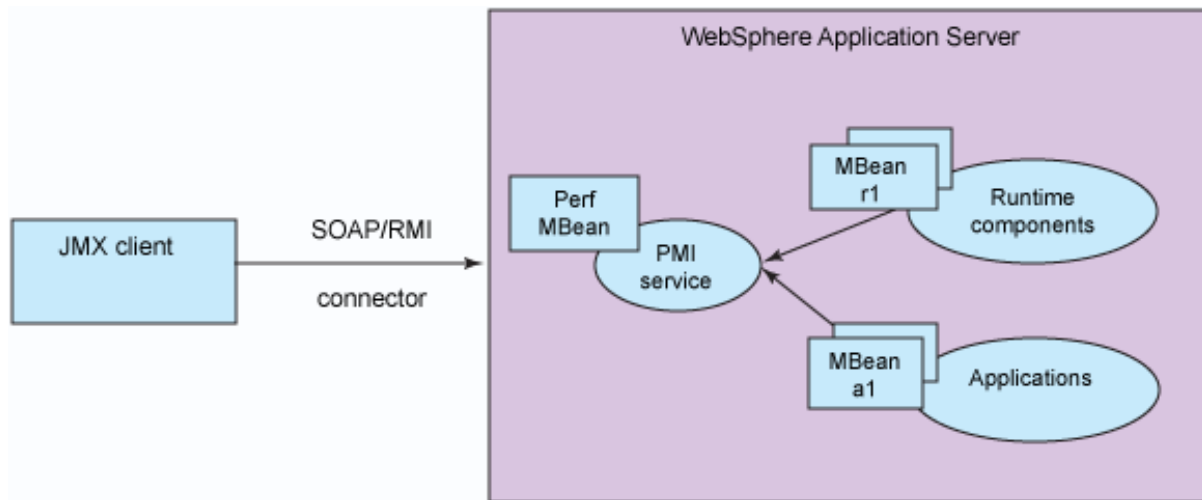 WebSphere Application Server
JMX client
SOAP/RMI
connector
Perf
MBean
PMI
service
MBean
r1
Runtime
components
MBean
a1
Applications